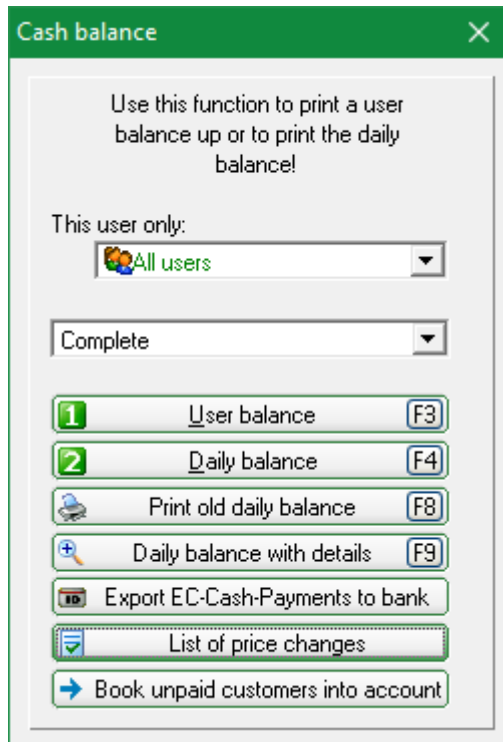 Cash balance
Use this function to print a user
balance up or to print the daily
balance!
This user only:
All users
Complete
1 User balance F3
2 Daily balance F4
Print old daily balance F8
Daily balance with details F9
ID Export EC-Cash-Payments to bank
List of price changes
Book unpaid customers into account